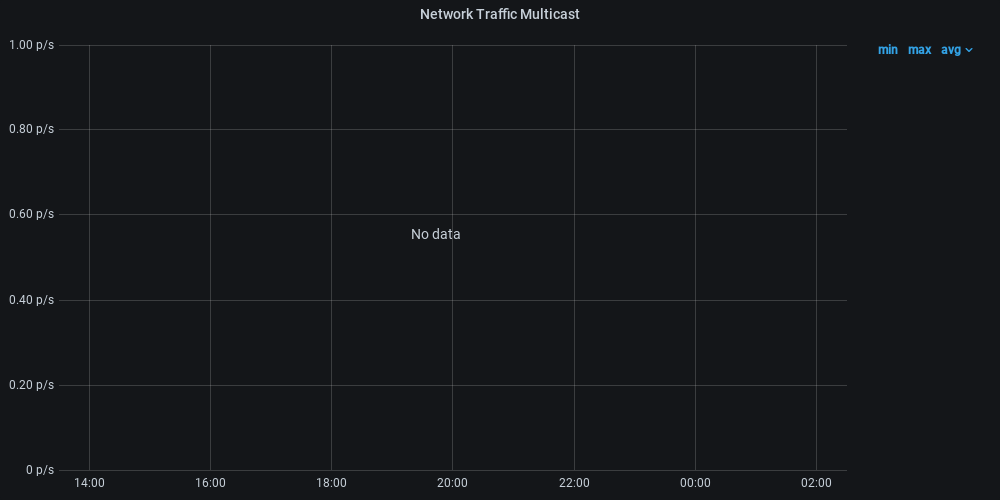 Network Traffic Multicast
1.00 p/s
min max avg
0.80 p/s
0.60 p/s
No data
0.40 p/s
0.20 p/s
0 p/s
14:00 16:00 18:00 20:00 22:00 00:00 02:00